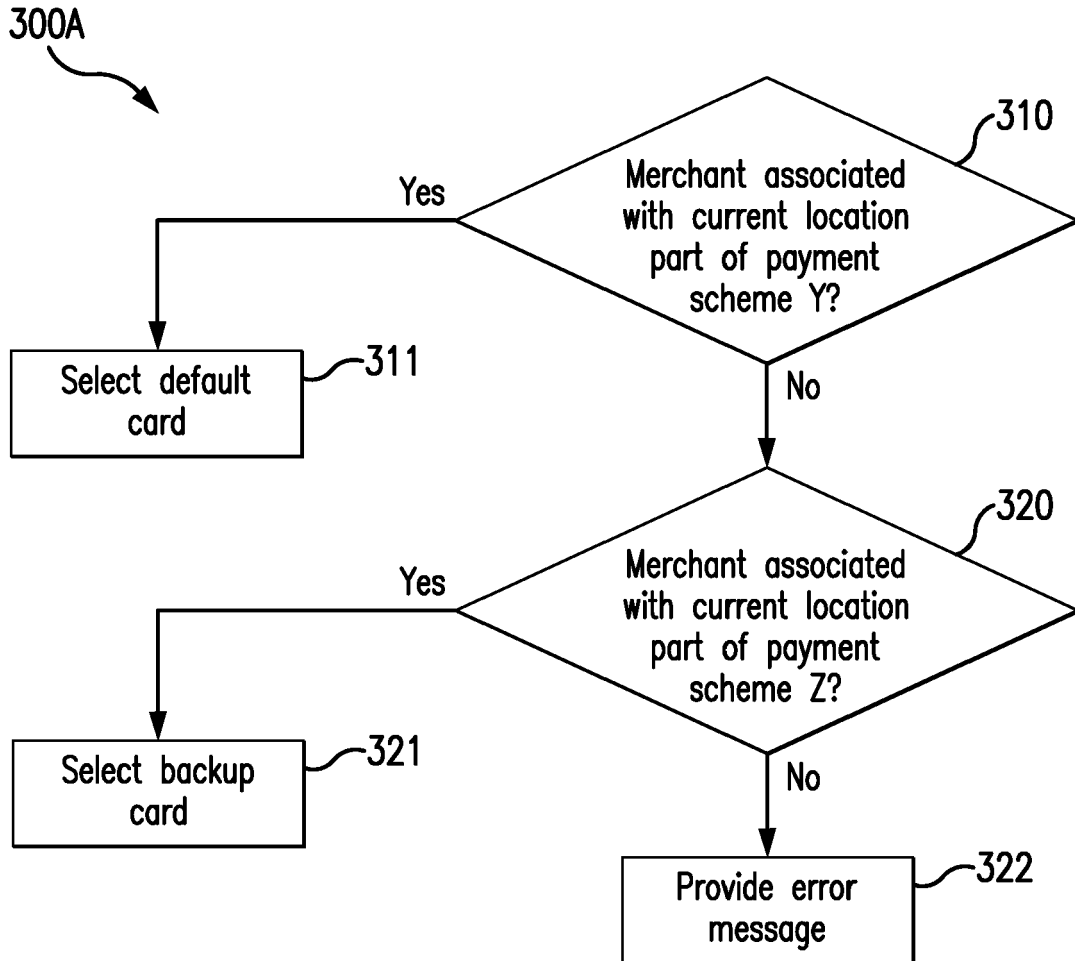 300A
310
Merchant associated
with current location
part of payment
scheme Y?
Yes
311
Select default
card
No
320
Merchant associated
with current location
part of payment
scheme Z?
Yes
321
Select backup
card
No
322
Provide error
message